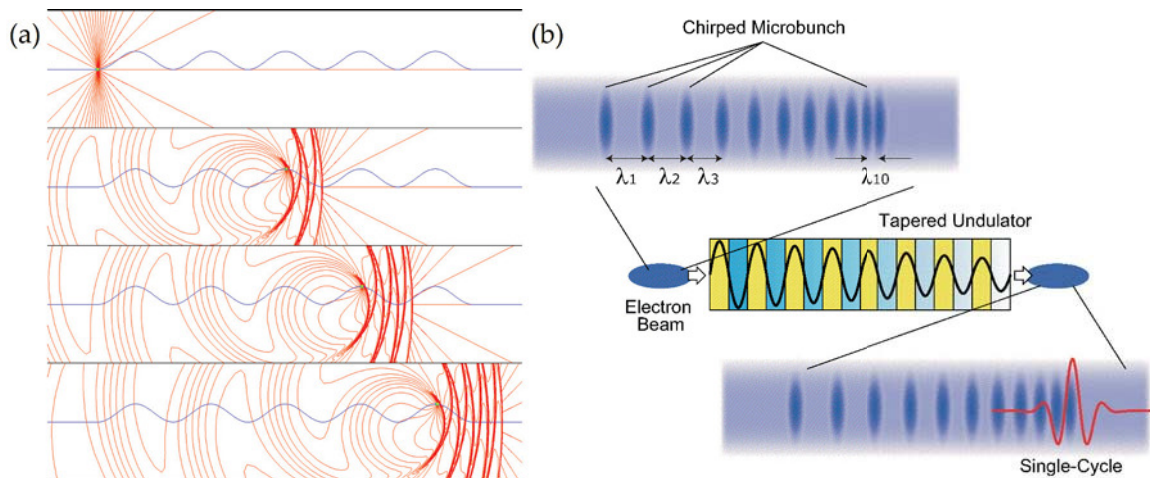 (a)
(b)
Chirped Microbunch
λ1 λ2 λ3 λ10
Tapered Undulator
Electron
Beam
Single-Cycle